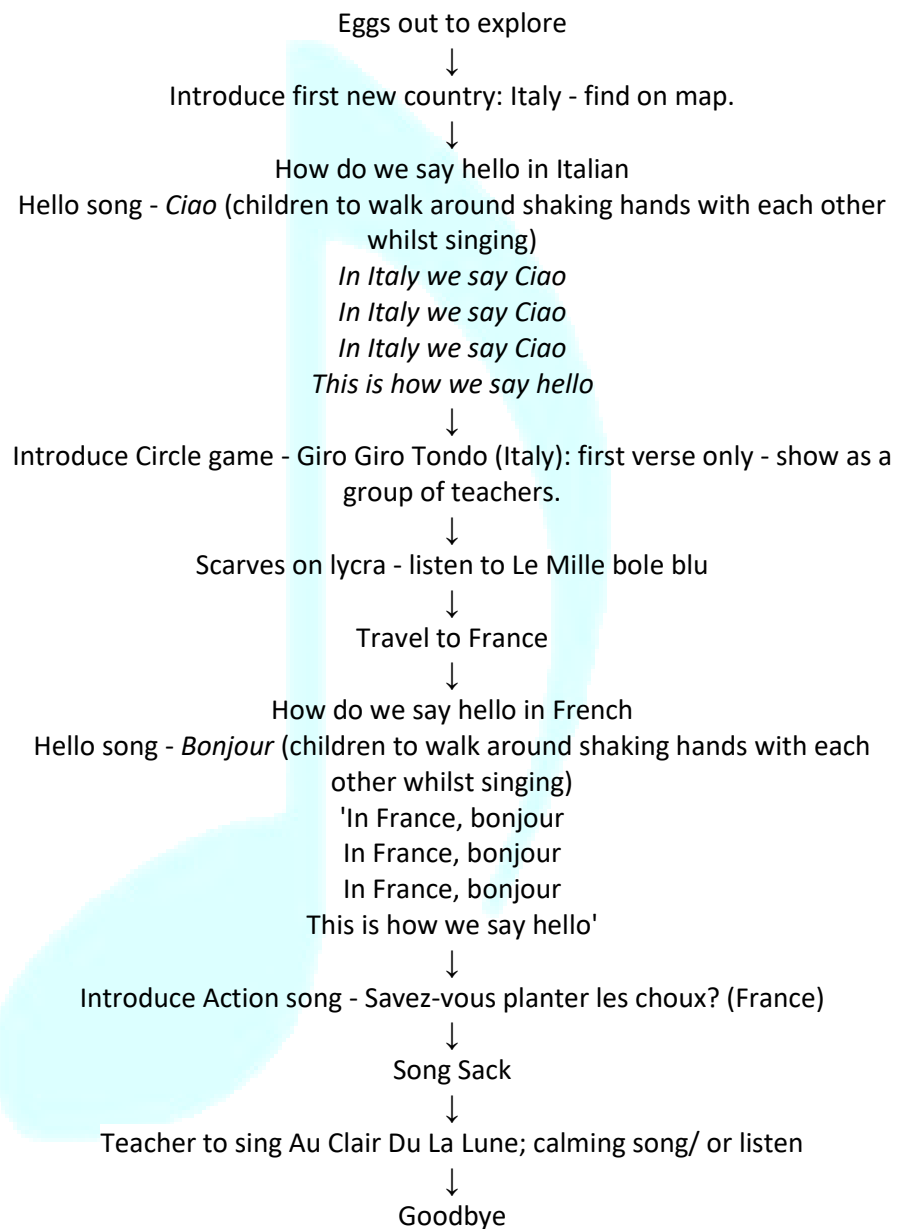 Eggs out to explore
↓
Introduce first new country: Italy - find on map.
↓
How do we say hello in Italian
Hello song - Ciao (children to walk around shaking hands with each other
whilst singing)
In Italy we say Ciao
In Italy we say Ciao
In Italy we say Ciao
This is how we say hello
↓
Introduce Circle game - Giro Giro Tondo (Italy): first verse only - show as a
group of teachers.
↓
Scarves on lycra - listen to Le Mille bole blu
↓
Travel to France
↓
How do we say hello in French
Hello song - Bonjour (children to walk around shaking hands with each
other whilst singing)
'In France, bonjour
In France, bonjour
In France, bonjour
This is how we say hello'
↓
Introduce Action song - Savez-vous planter les choux? (France)
↓
Song Sack
↓
Teacher to sing Au Clair Du La Lune; calming song/ or listen
↓
Goodbye